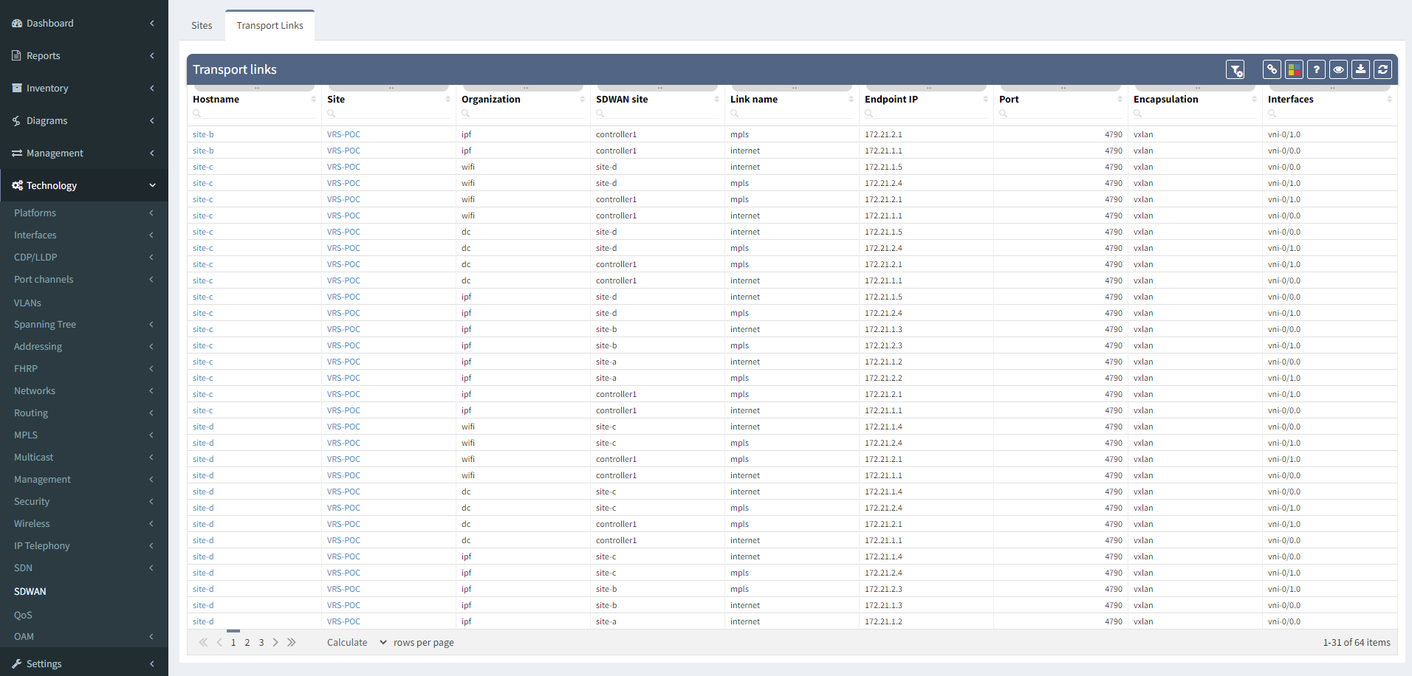 Dashboard
Reports
Inventory
Diagrams
Management
Technology
Platforms
Interfaces
CDP/LLDP
Port channels
VLANs
Spanning Tree
Addressing
FHRP
Networks
Routing
MPLS
Multicast
Management
Security
Wireless
IP Telephony
SDN
SDWAN
QoS
OAM
Settings
Sites Transport Links
Transport links
Hostname Site Organization SDWAN site Link name Endpoint IP Port Encapsulation Interfaces
site-b VRS-POC ipf controller1 mpls 172.21.2.1 4790 vxlan vni-0/1.0
site-b VRS-POC ipf controller1 internet 172.21.1.1 4790 vxlan vni-0/0.0
site-c VRS-POC wifi site-d internet 172.21.1.5 4790 vxlan vni-0/0.0
site-c VRS-POC wifi site-d mpls 172.21.2.4 4790 vxlan vni-0/1.0
site-c VRS-POC wifi controller1 mpls 172.21.2.1 4790 vxlan vni-0/1.0
site-c VRS-POC wifi controller1 internet 172.21.1.1 4790 vxlan vni-0/0.0
site-c VRS-POC dc site-d internet 172.21.1.5 4790 vxlan vni-0/0.0
site-c VRS-POC dc site-d mpls 172.21.2.4 4790 vxlan vni-0/1.0
site-c VRS-POC dc controller1 mpls 172.21.2.1 4790 vxlan vni-0/1.0
site-c VRS-POC dc controller1 internet 172.21.1.1 4790 vxlan vni-0/0.0
site-c VRS-POC ipf site-d internet 172.21.1.5 4790 vxlan vni-0/0.0
site-c VRS-POC ipf site-d mpls 172.21.2.4 4790 vxlan vni-0/1.0
site-c VRS-POC ipf site-b internet 172.21.1.3 4790 vxlan vni-0/0.0
site-c VRS-POC ipf site-b mpls 172.21.2.3 4790 vxlan vni-0/1.0
site-c VRS-POC ipf site-a internet 172.21.1.2 4790 vxlan vni-0/0.0
site-c VRS-POC ipf site-a mpls 172.21.2.2 4790 vxlan vni-0/1.0
site-c VRS-POC ipf controller1 mpls 172.21.2.1 4790 vxlan vni-0/1.0
site-c VRS-POC ipf controller1 internet 172.21.1.1 4790 vxlan vni-0/0.0
site-d VRS-POC wifi site-c internet 172.21.1.4 4790 vxlan vni-0/0.0
site-d VRS-POC wifi site-c mpls 172.21.2.4 4790 vxlan vni-0/1.0
site-d VRS-POC wifi controller1 mpls 172.21.2.1 4790 vxlan vni-0/1.0
site-d VRS-POC wifi controller1 internet 172.21.1.1 4790 vxlan vni-0/0.0
site-d VRS-POC dc site-c internet 172.21.1.4 4790 vxlan vni-0/0.0
site-d VRS-POC dc site-c mpls 172.21.2.4 4790 vxlan vni-0/1.0
site-d VRS-POC dc controller1 mpls 172.21.2.1 4790 vxlan vni-0/1.0
site-d VRS-POC dc controller1 internet 172.21.1.1 4790 vxlan vni-0/0.0
site-d VRS-POC ipf site-c internet 172.21.1.4 4790 vxlan vni-0/0.0
site-d VRS-POC ipf site-c mpls 172.21.2.4 4790 vxlan vni-0/1.0
site-d VRS-POC ipf site-b mpls 172.21.2.3 4790 vxlan vni-0/1.0
site-d VRS-POC ipf site-b internet 172.21.1.3 4790 vxlan vni-0/0.0
site-d VRS-POC ipf site-a internet 172.21.1.2 4790 vxlan vni-0/0.0
1 2 3 Calculate rows per page 1-31 of 64 items